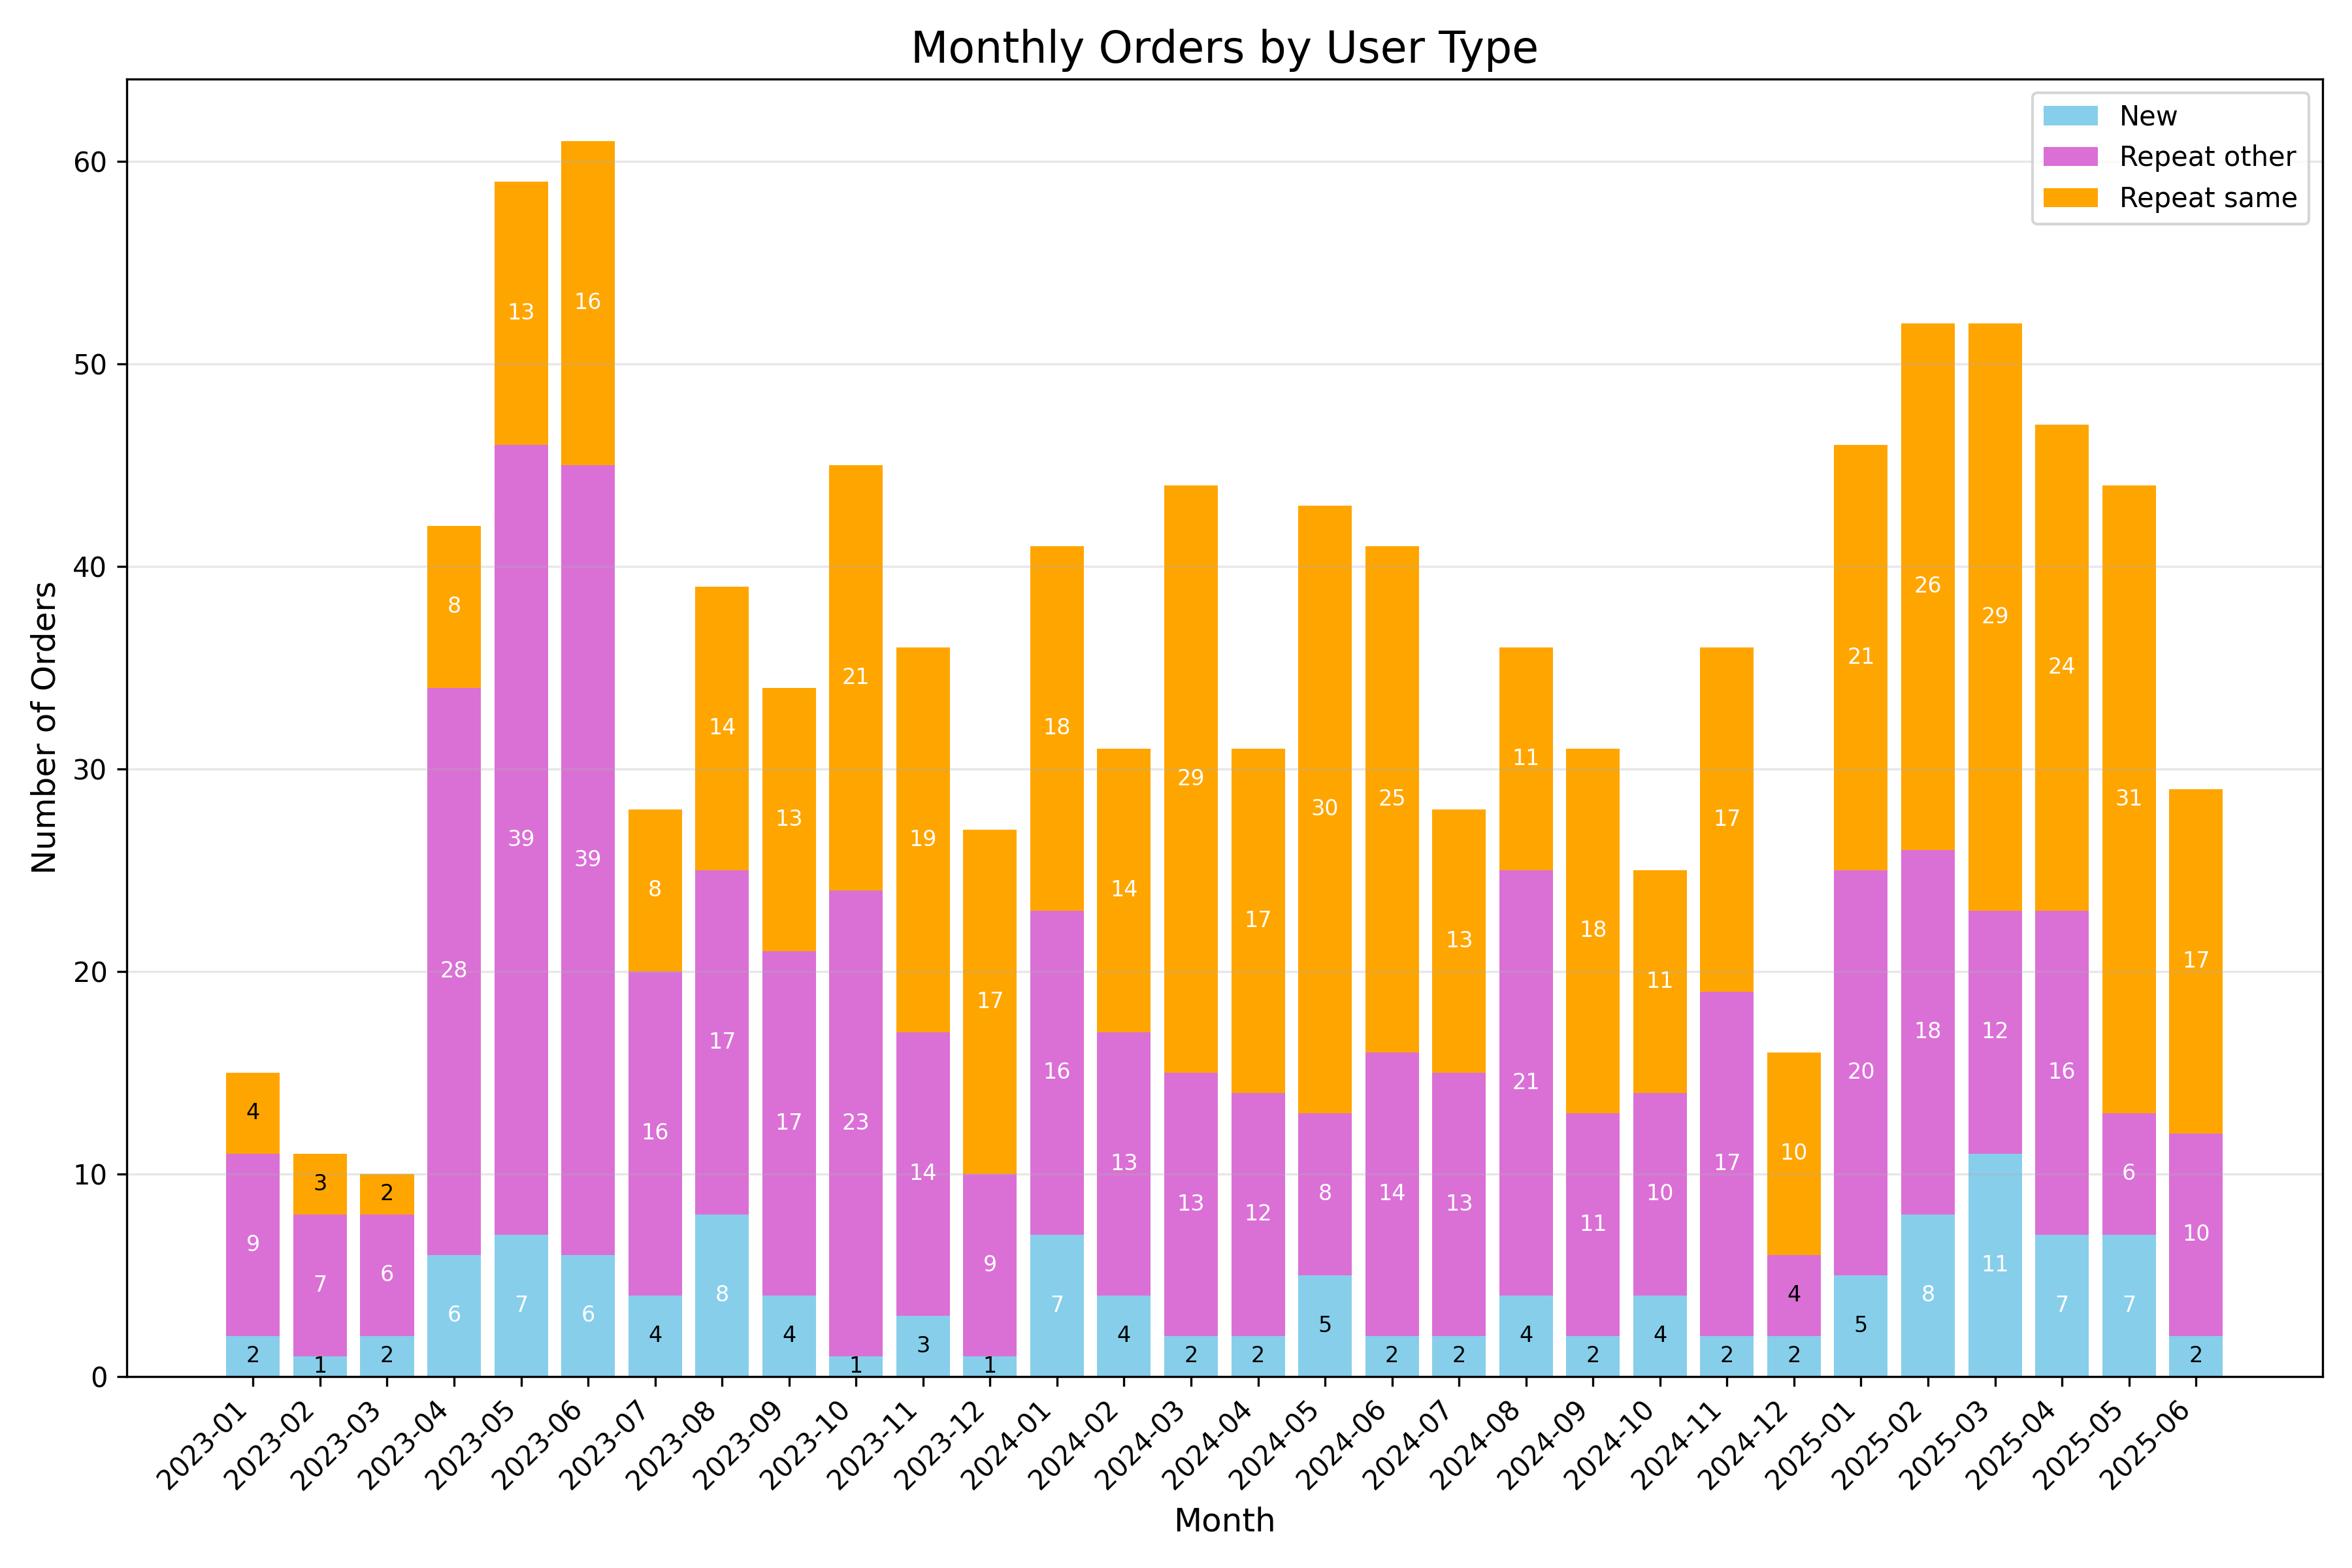 Monthly Orders by User Type
New
Repeat other
Repeat same
Number of Orders
60
50
40
30
20
10
0
4 9 2
3 7 1
2 6 2
8 28 6
13 39 7
16 39 6
8 16 4
14 17 8
13 17 4
21 23 1
19 14 3
17 9 1
18 16 7
14 13 4
29 13 2
17 12 2
30 8 5
25 14 2
13 13 2
11 21 4
18 11 2
11 10 4
17 17 2
10 4 2
21 20 5
26 18 8
29 12 11
24 16 7
31 6 7
17 10 2
2023-01
2023-02
2023-03
2023-04
2023-05
2023-06
2023-07
2023-08
2023-09
2023-10
2023-11
2023-12
2024-01
2024-02
2024-03
2024-04
2024-05
2024-06
2024-07
2024-08
2024-09
2024-10
2024-11
2024-12
2025-01
2025-02
2025-03
2025-04
2025-05
2025-06
Month